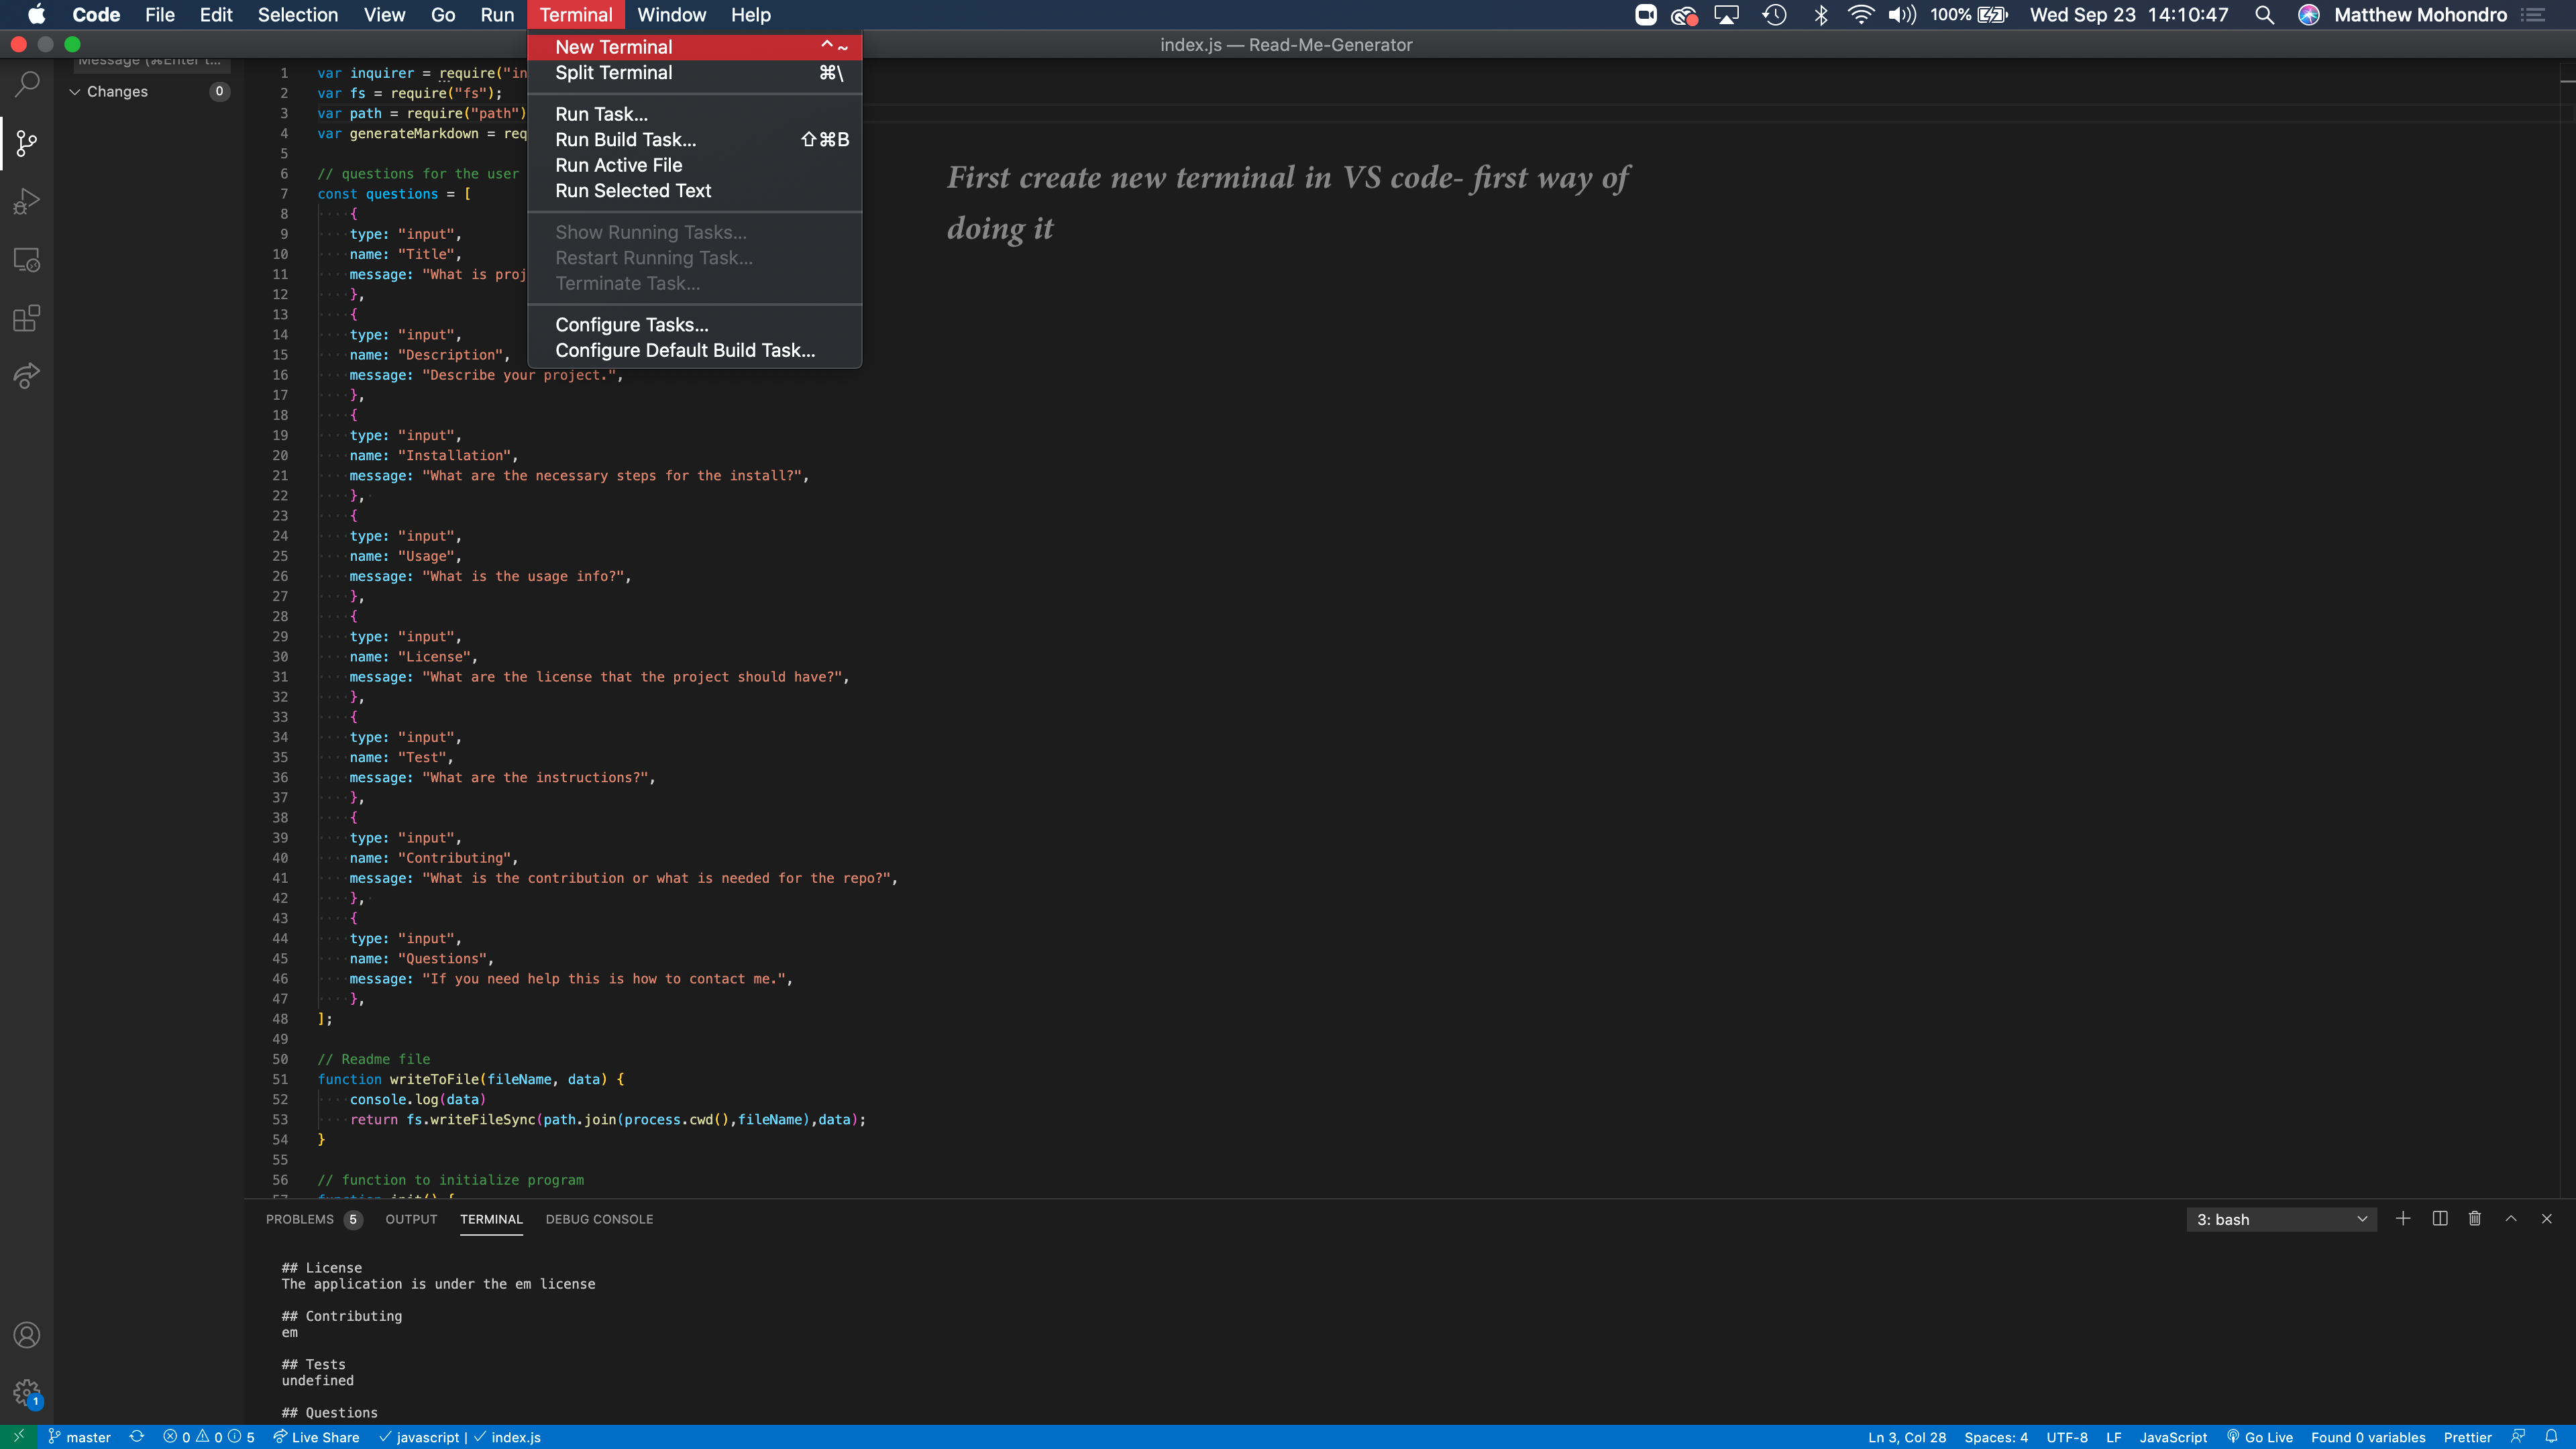 Code File Edit Selection View Go Run Terminal Window Help 100% Wed Sep 23 14:10:47 Matthew Mohondro
index.js — Read-Me-Generator
New Terminal ^~
Split Terminal ⌘\
Run Task...
Run Build Task... ⇧⌘B
Run Active File
Run Selected Text
Show Running Tasks...
Restart Running Task...
Terminate Task...
Configure Tasks...
Configure Default Build Task...
Message (⌘Enter t...
Changes 0
First create new terminal in VS code- first way of
doing it
1 var inquirer = require("in
2 var fs = require("fs");
3 var path = require("path")
4 var generateMarkdown = req
5
6 // questions for the user
7 const questions = [
8 {
9 type: "input",
10 name: "Title",
11 message: "What is proj
12 },
13 {
14 type: "input",
15 name: "Description",
16 message: "Describe your project.",
17 },
18 {
19 type: "input",
20 name: "Installation",
21 message: "What are the necessary steps for the install?",
22 },
23 {
24 type: "input",
25 name: "Usage",
26 message: "What is the usage info?",
27 },
28 {
29 type: "input",
30 name: "License",
31 message: "What are the license that the project should have?",
32 },
33 {
34 type: "input",
35 name: "Test",
36 message: "What are the instructions?",
37 },
38 {
39 type: "input",
40 name: "Contributing",
41 message: "What is the contribution or what is needed for the repo?",
42 },
43 {
44 type: "input",
45 name: "Questions",
46 message: "If you need help this is how to contact me.",
47 },
48 ];
49
50 // Readme file
51 function writeToFile(fileName, data) {
52 console.log(data)
53 return fs.writeFileSync(path.join(process.cwd(),fileName),data);
54 }
55
56 // function to initialize program
57 function init() {
PROBLEMS 5 OUTPUT TERMINAL DEBUG CONSOLE 3: bash
## License
The application is under the em license
## Contributing
em
## Tests
undefined
## Questions
1
master 0 0 5 Live Share javascript | index.js Ln 3, Col 28 Spaces: 4 UTF-8 LF JavaScript Go Live Found 0 variables Prettier